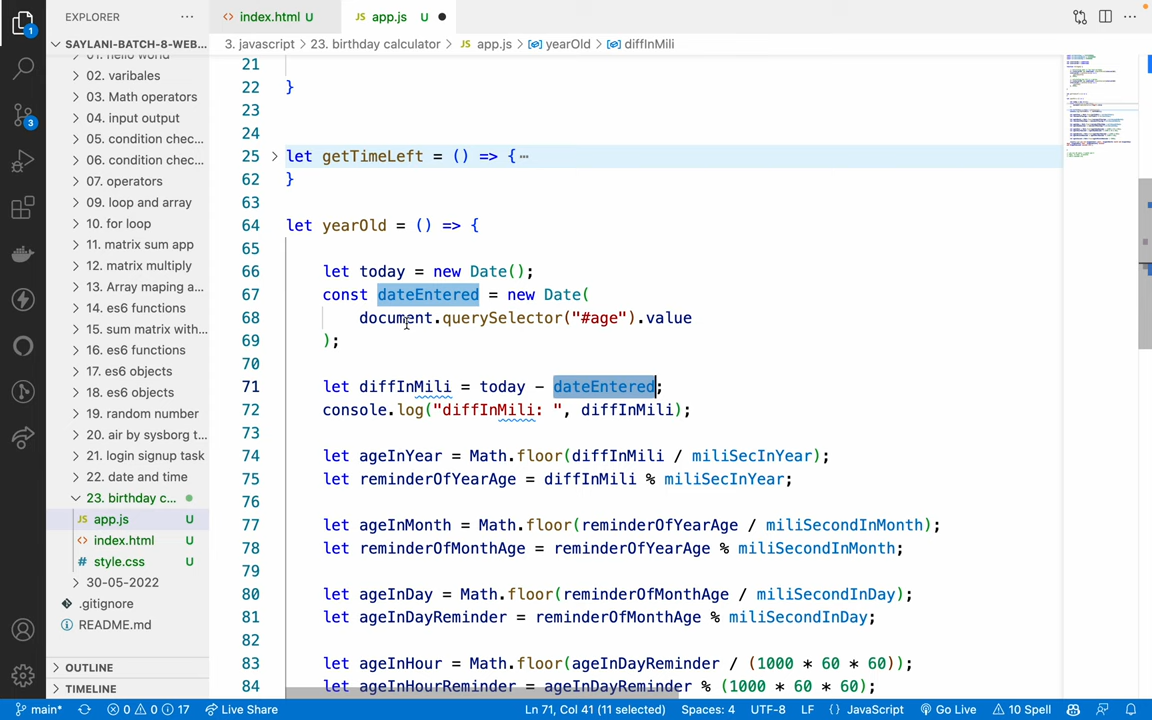 1
3
EXPLORER ...
SAYLANI-BATCH-8-WEB...
01. hello world
02. varibales
03. Math operators
04. input output
05. condition chec...
06. condition chec...
07. operators
09. loop and array
10. for loop
11. matrix sum app
12. matrix multiply
13. Array maping a...
14. es6 functions
15. sum matrix with...
16. es6 functions
17. es6 objects
18. es6 objects
19. random number
20. air by sysborg t...
21. login signup task
22. date and time
23. birthday c...
JS app.js U
<> index.html U
# style.css U
30-05-2022
.gitignore
README.md
OUTLINE
TIMELINE
<> index.html U
JS app.js U
3. javascript > 23. birthday calculator > JS app.js > yearOld > diffInMili
21
22 }
23
24
25 let getTimeLeft = () => {...
62 }
63
64 let yearOld = () => {
65
66 let today = new Date();
67 const dateEntered = new Date(
68 document.querySelector("#age").value
69 );
70
71 let diffInMili = today - dateEntered;
72 console.log("diffInMili: ", diffInMili);
73
74 let ageInYear = Math.floor(diffInMili / miliSecInYear);
75 let reminderOfYearAge = diffInMili % miliSecInYear;
76
77 let ageInMonth = Math.floor(reminderOfYearAge / miliSecondInMonth);
78 let reminderOfMonthAge = reminderOfYearAge % miliSecondInMonth;
79
80 let ageInDay = Math.floor(reminderOfMonthAge / miliSecondInDay);
81 let ageInDayReminder = reminderOfMonthAge % miliSecondInDay;
82
83 let ageInHour = Math.floor(ageInDayReminder / (1000 * 60 * 60));
84 let ageInHourReminder = ageInDayReminder % (1000 * 60 * 60);
main* 0 0 17 Live Share Ln 71, Col 41 (11 selected) Spaces: 4 UTF-8 LF {} JavaScript Go Live 10 Spell